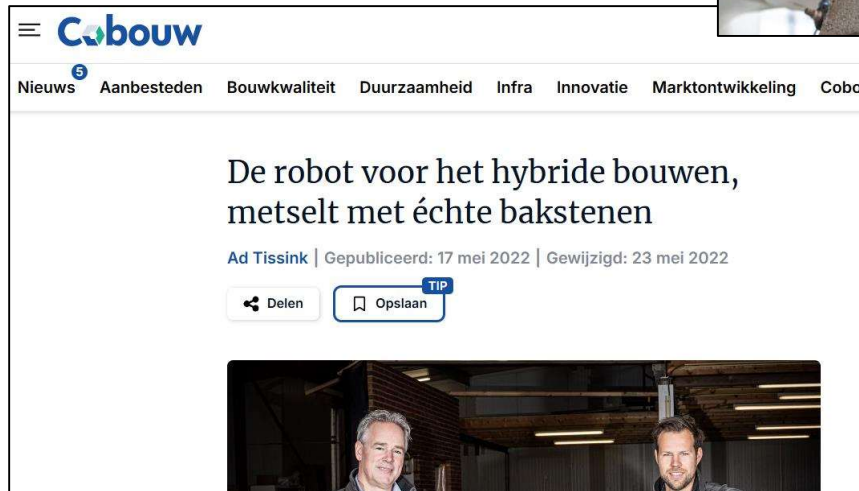 Cobouw
5
Nieuws Aanbesteden Bouwkwaliteit Duurzaamheid Infra Innovatie Marktontwikkeling Cobo
De robot voor het hybride bouwen,
metselt met échte bakstenen
Ad Tissink | Gepubliceerd: 17 mei 2022 | Gewijzigd: 23 mei 2022
TIP
Delen Opslaan